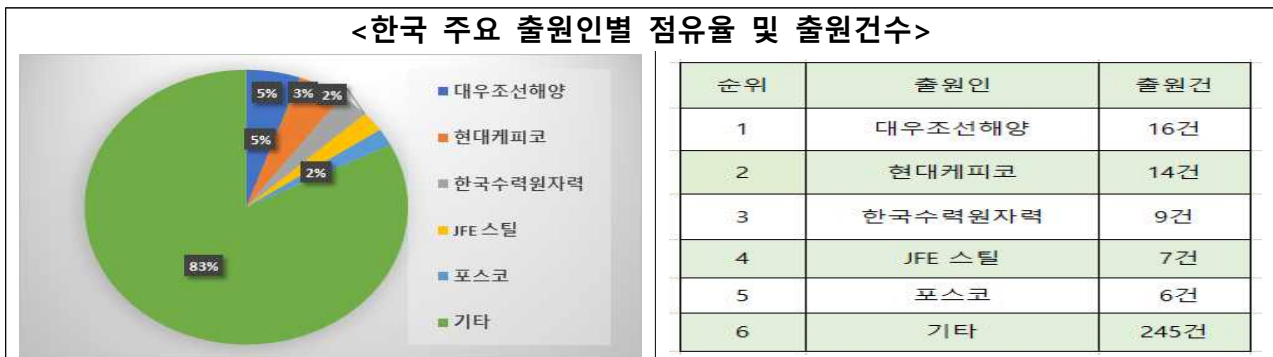 <한국 주요 출원인별 점유율 및 출원건수>
5% 3% 2%
5%
2%
83%
대우조선해양
현대케피코
한국수력원자력
JFE 스틸
포스코
기타
순위 출원인 출원건
1 대우조선해양 16건
2 현대케피코 14건
3 한국수력원자력 9건
4 JFE 스틸 7건
5 포스코 6건
6 기타 245건